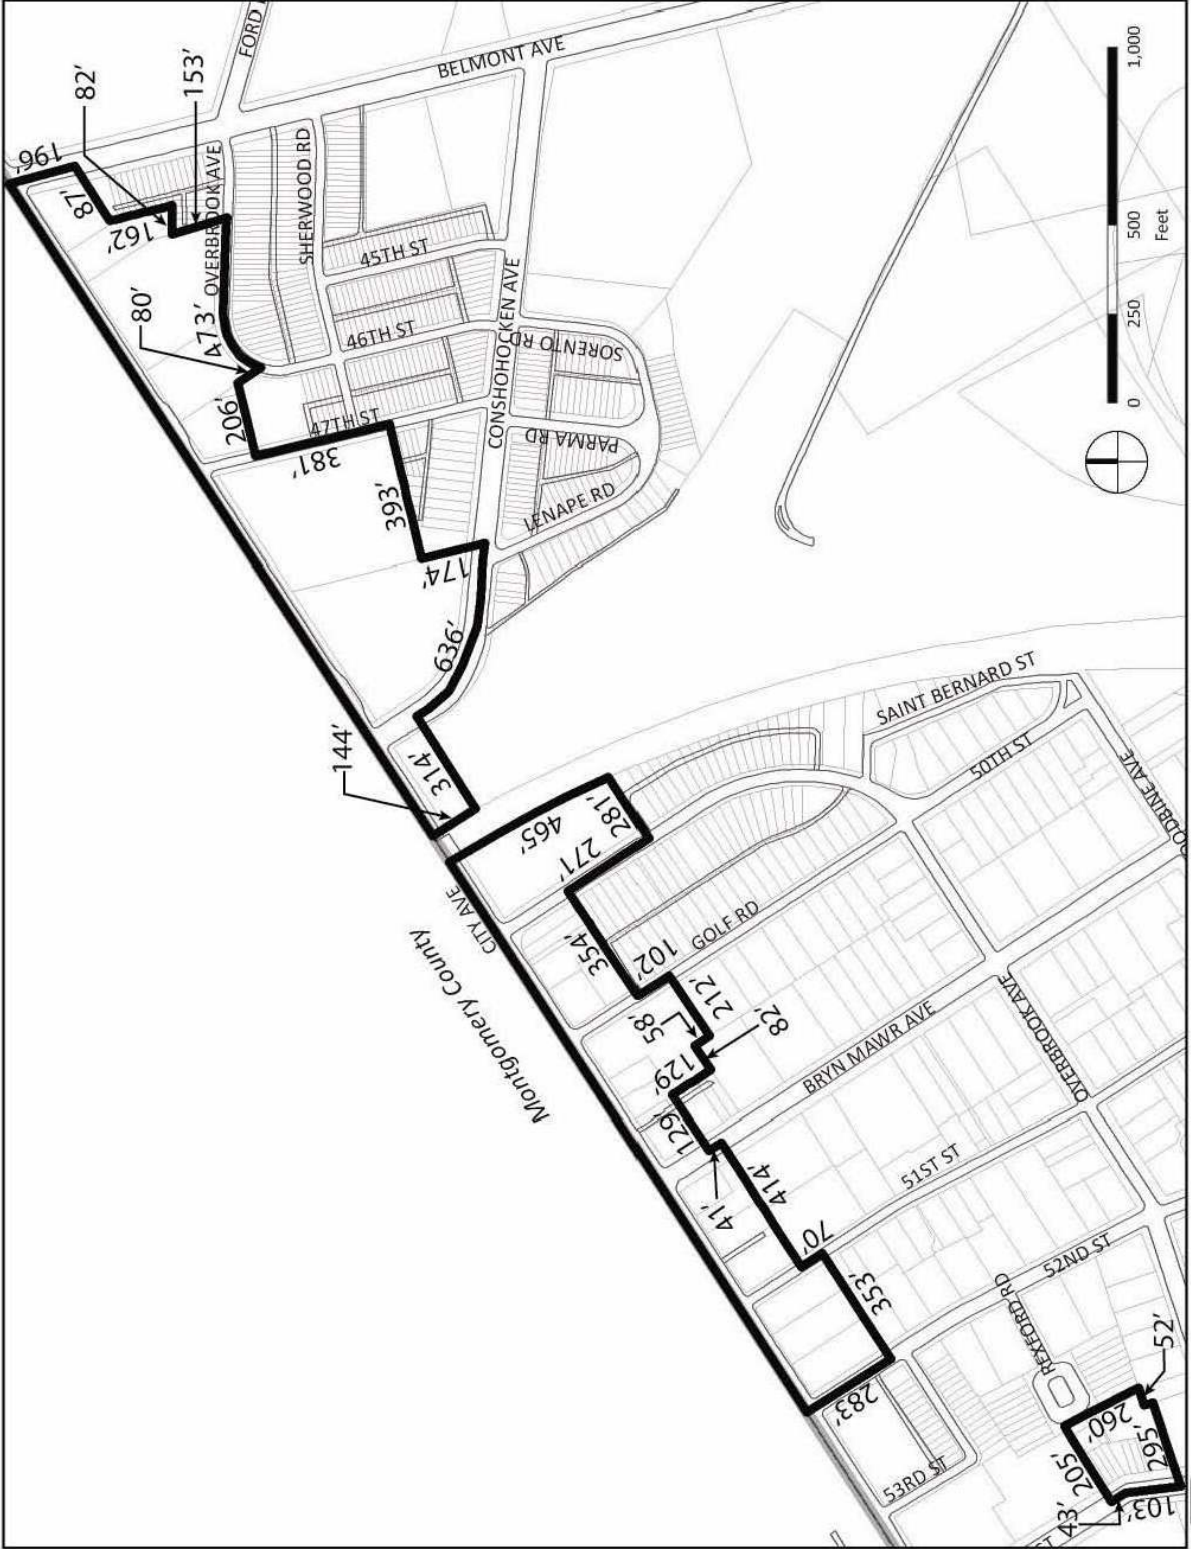 FORD
82'
153'
196'
87'
162'
OVERBROOK AVE
SHERWOOD RD
BELMONT AVE
1,000
500
Feet
250
0
80'
473'
206'
45TH ST
46TH ST
47TH ST
CONSHOHOCKEN AVE
SORENTO RD
PARMA RD
LENAPE RD
381'
393'
174'
636'
144'
314'
465'
281'
271'
SAINT BERNARD ST
50TH ST
CITY AVE
Montgomery County
354'
102'
GOLF RD
212'
58'
82'
129'
129'
BRYN MAWR AVE
OVERBROOK AVE
41'
414'
70'
51ST ST
353'
52ND ST
REXFORD RD
283'
53RD ST
52'
260'
295'
205'
43'
103'
ST